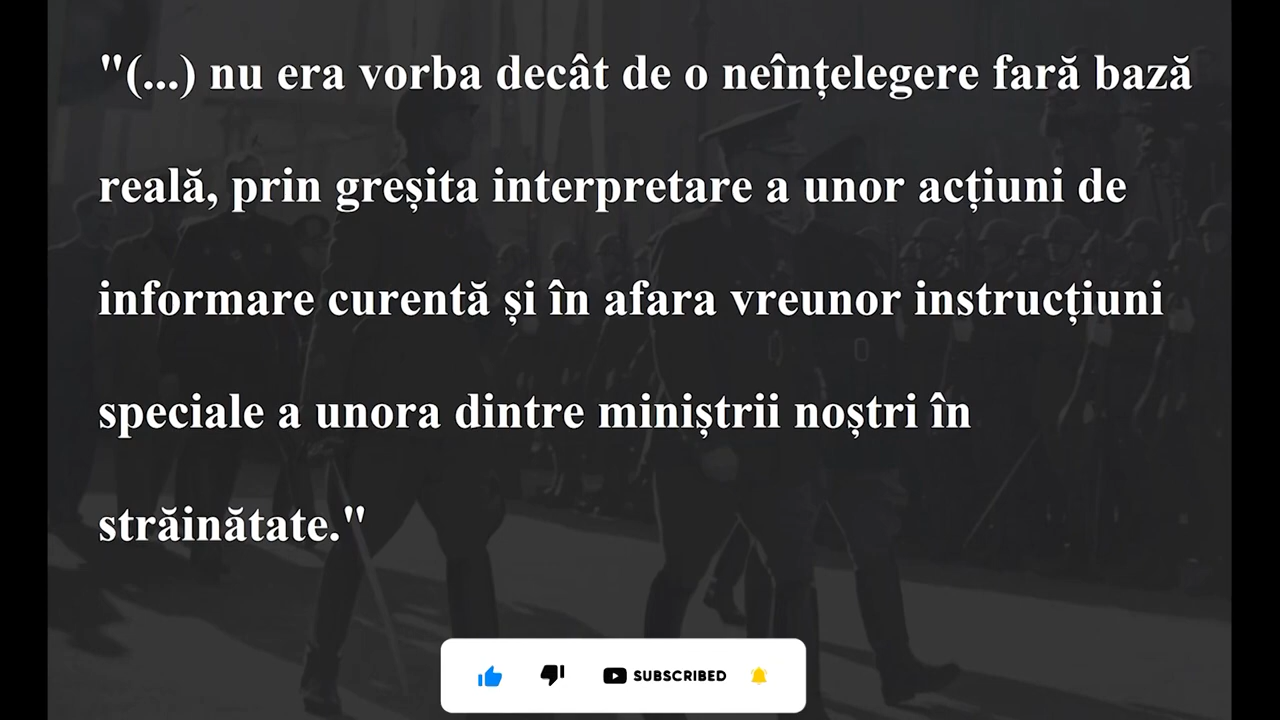 "(...) nu era vorba decât de o neînțelegere fară bază
reală, prin greșita interpretare a unor acțiuni de
informare curentă și în afara vreunor instrucțiuni
speciale a unora dintre miniștrii noștri în
străinătate."
SUBSCRIBED